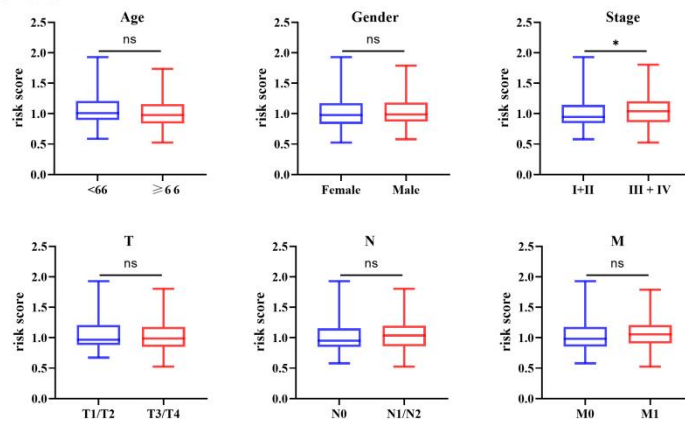 Age
ns
2.5
2.0
1.5
1.0
0.5
0.0
risk score
<66
≥66
Gender
ns
2.5
2.0
1.5
1.0
0.5
0.0
risk score
Female
Male
Stage
*
2.5
2.0
1.5
1.0
0.5
0.0
risk score
I+II
III + IV
T
ns
2.5
2.0
1.5
1.0
0.5
0.0
risk score
T1/T2
T3/T4
N
ns
2.5
2.0
1.5
1.0
0.5
0.0
risk score
N0
N1/N2
M
ns
2.5
2.0
1.5
1.0
0.5
0.0
risk score
M0
M1